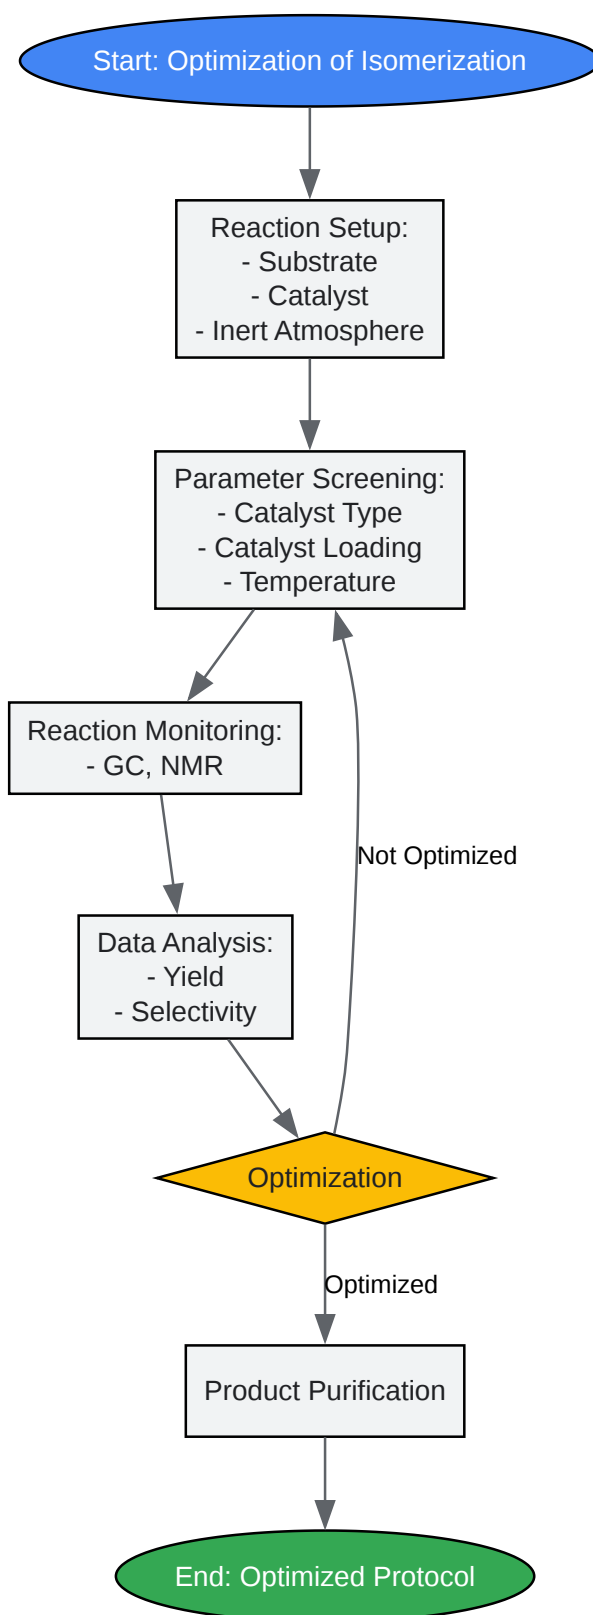 Start: Optimization of Isomerization
Reaction Setup:
- Substrate
- Catalyst
- Inert Atmosphere
Parameter Screening:
- Catalyst Type
- Catalyst Loading
- Temperature
Reaction Monitoring:
- GC, NMR
Not Optimized
Data Analysis:
- Yield
- Selectivity
Optimization
Optimized
Product Purification
End: Optimized Protocol